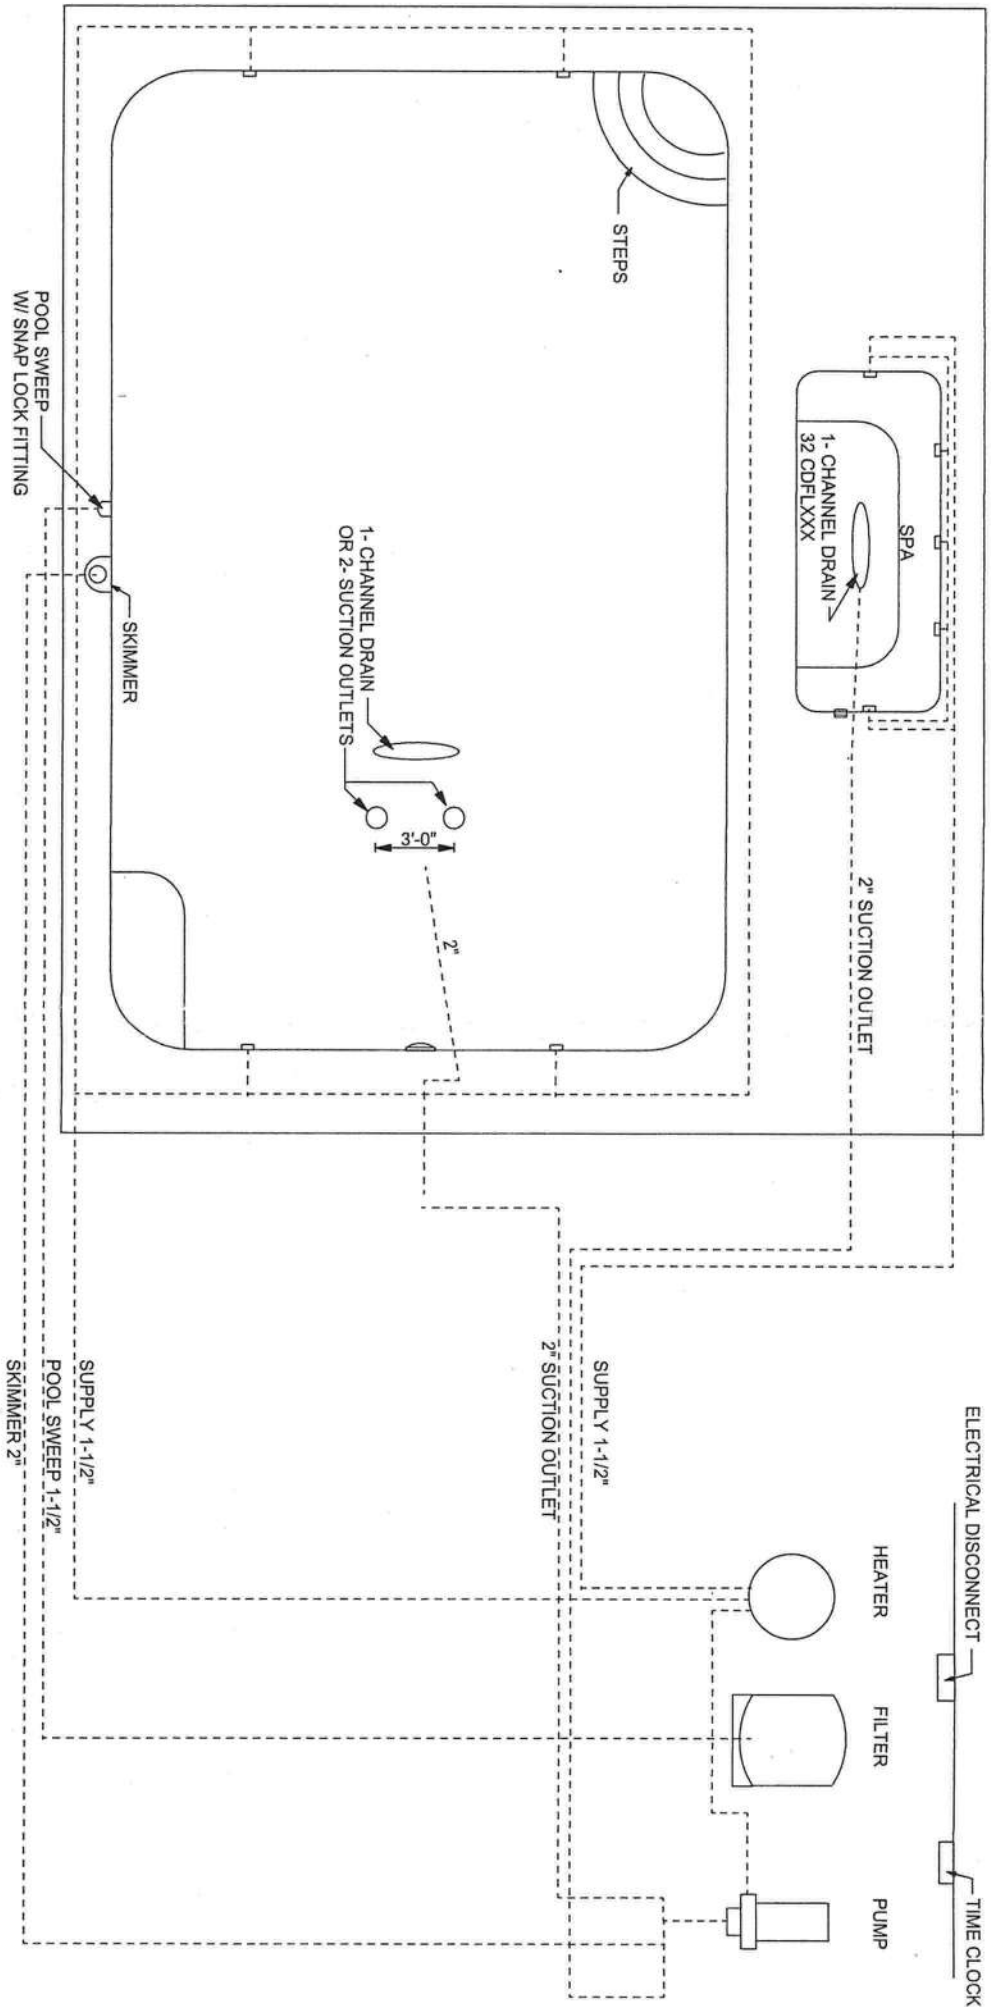 ELECTRICAL DISCONNECT
TIME CLOCK
HEATER
FILTER
PUMP
SPA
1- CHANNEL DRAIN
32 CDFLXXX
2" SUCTION OUTLET
SUPPLY 1-1/2"
2" SUCTION OUTLET
STEPS
1- CHANNEL DRAIN
OR 2- SUCTION OUTLETS
3'-0"
2"
SKIMMER
POOL SWEEP
W/ SNAP LOCK FITTING
SUPPLY 1-1/2"
POOL SWEEP 1-1/2"
SKIMMER 2"